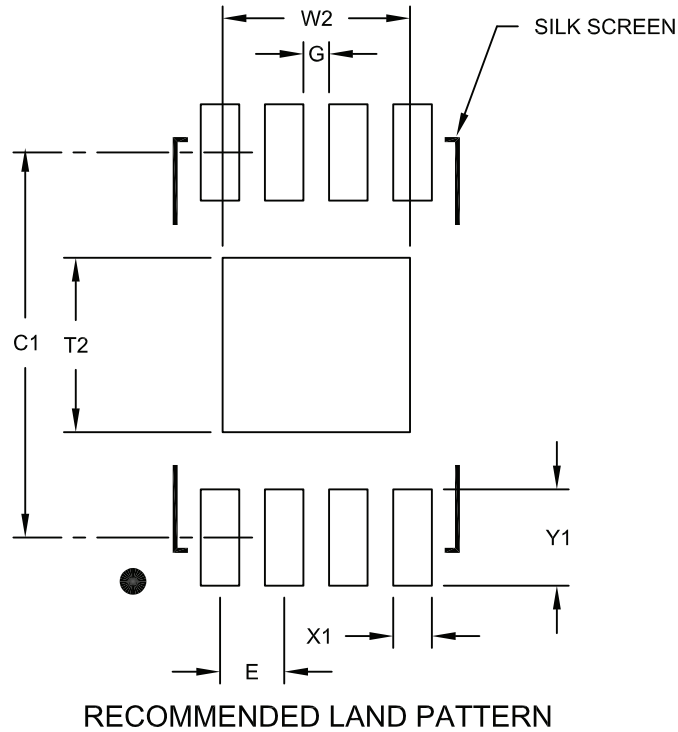 W2
SILK SCREEN
G
C1
T2
Y1
X1
E
RECOMMENDED LAND PATTERN